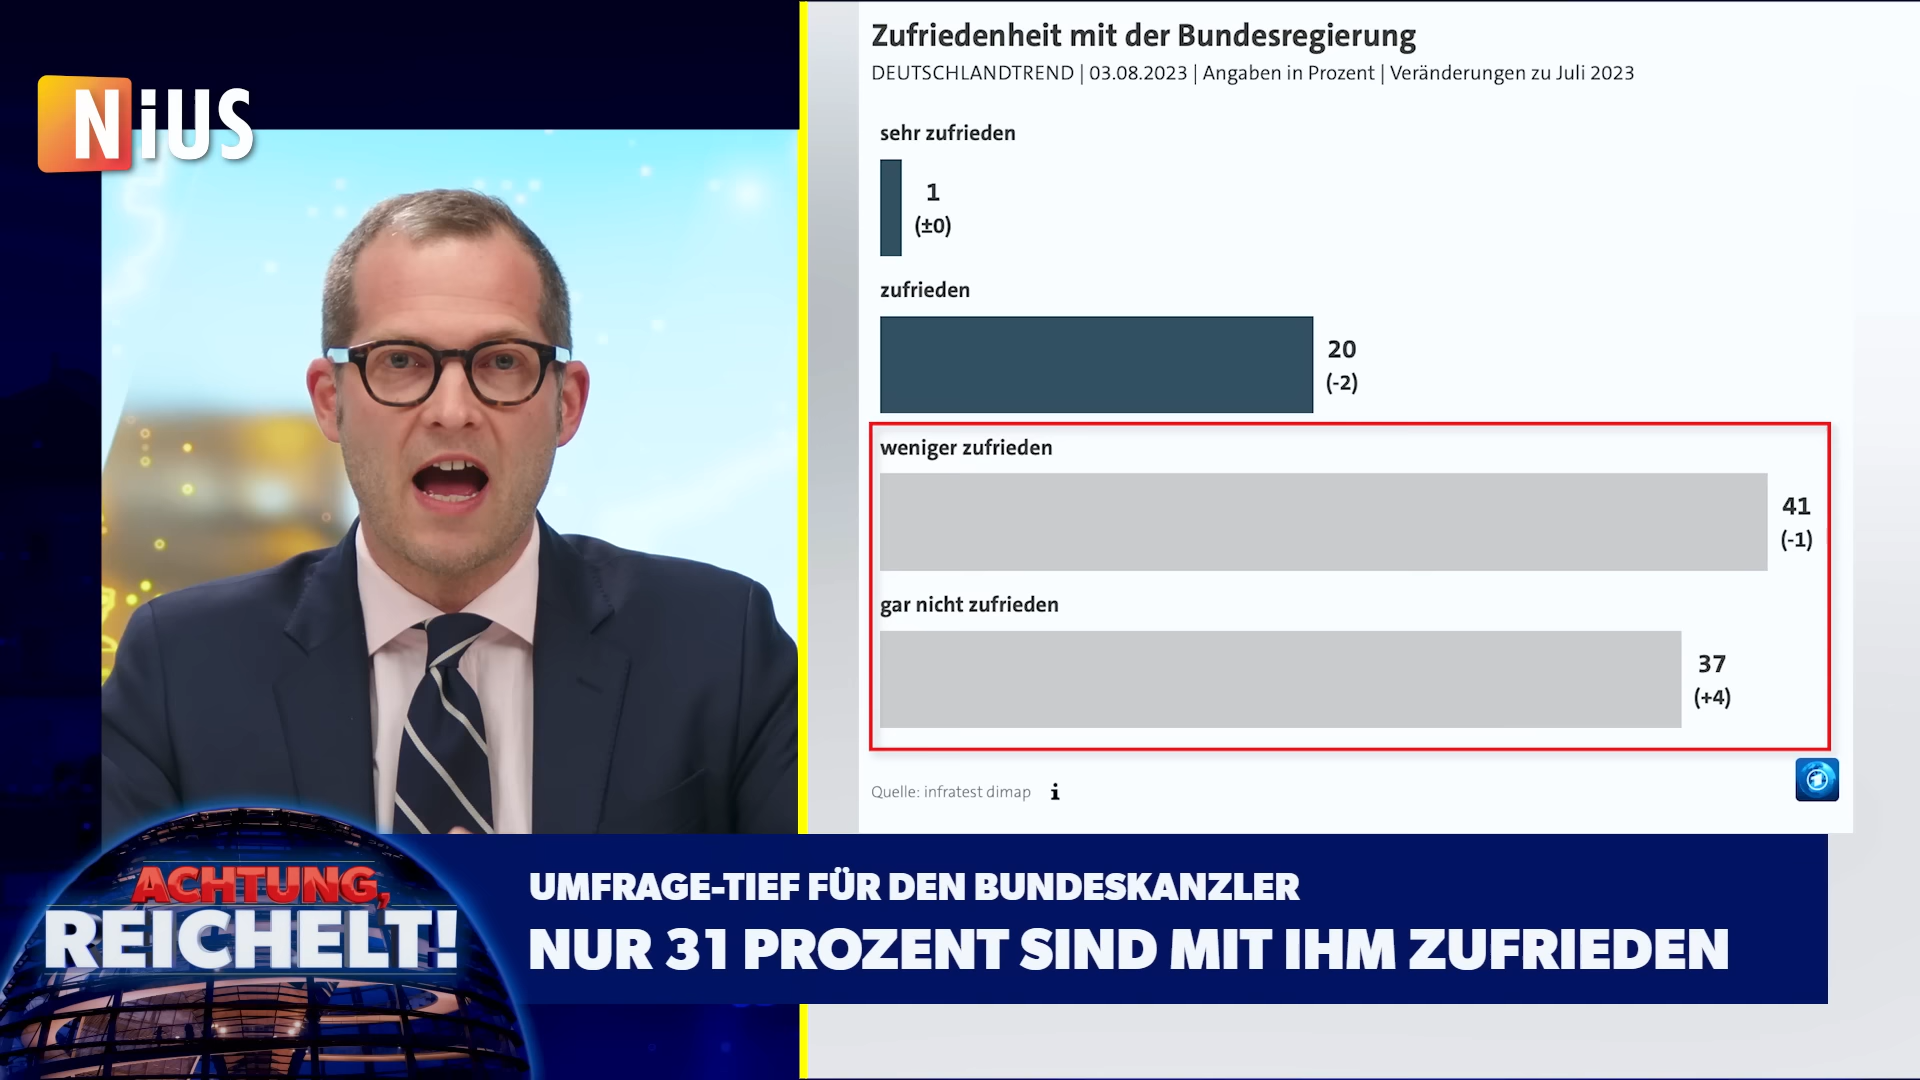 NiUS
Zufriedenheit mit der Bundesregierung
DEUTSCHLANDTREND | 03.08.2023 | Angaben in Prozent | Veränderungen zu Juli 2023
sehr zufrieden
1
(±0)
zufrieden
20
(-2)
weniger zufrieden
41
(-1)
gar nicht zufrieden
37
(+4)
Quelle: infratest dimap i
1
ACHTUNG,
REICHELT!
UMFRAGE-TIEF FÜR DEN BUNDESKANZLER
NUR 31 PROZENT SIND MIT IHM ZUFRIEDEN